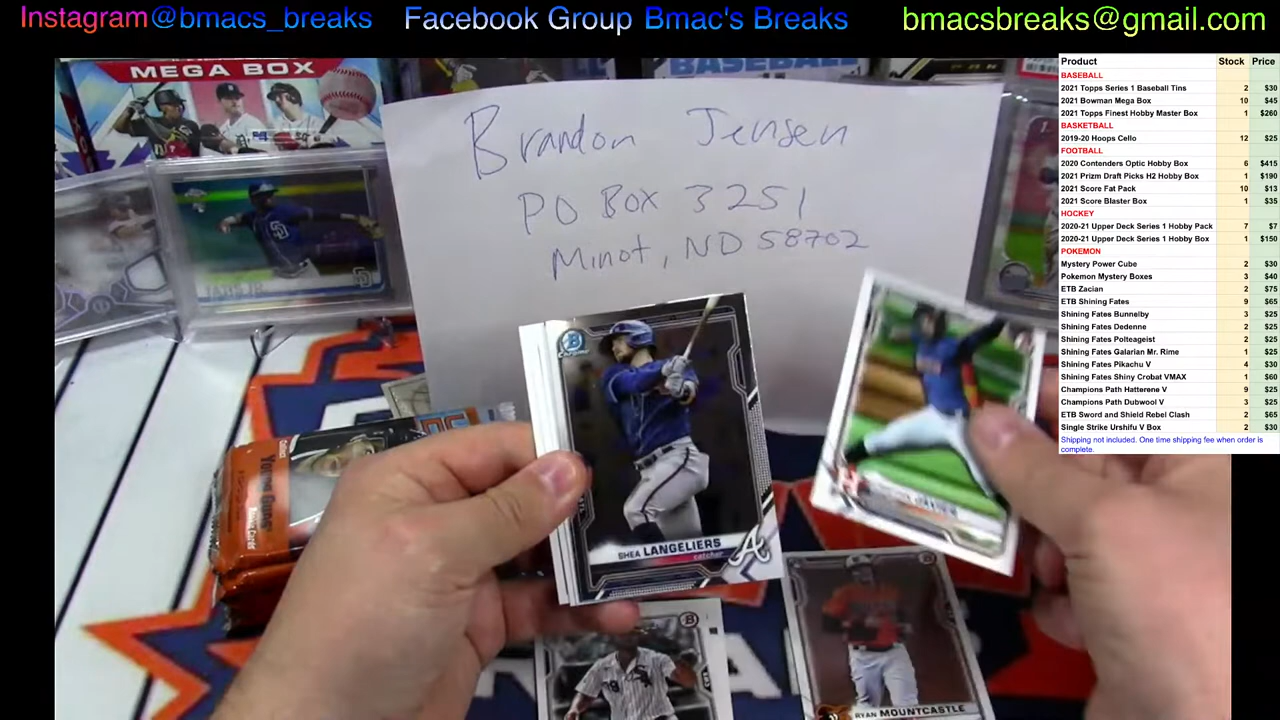 Instagram@bmacs_breaks Facebook Group Bmac's Breaks bmacsbreaks@gmail.com
MEGA BOX
BASEBALL
Brandon Jensen
PO Box 3251
Minot, ND 58702
Product Stock Price
BASEBALL
2021 Topps Series 1 Baseball Tins 2 $30
2021 Bowman Mega Box 10 $45
2021 Topps Finest Hobby Master Box 1 $260
BASKETBALL
2019-20 Hoops Cello 12 $25
FOOTBALL
2020 Contenders Optic Hobby Box 6 $415
2021 Prizm Draft Picks H2 Hobby Box 1 $190
2021 Score Fat Pack 10 $13
2021 Score Blaster Box 1 $35
HOCKEY
2020-21 Upper Deck Series 1 Hobby Pack 7 $7
2020-21 Upper Deck Series 1 Hobby Box 1 $150
POKEMON
Mystery Power Cube 2 $30
Pokemon Mystery Boxes 3 $40
ETB Zacian 2 $75
ETB Shining Fates 9 $65
Shining Fates Bunnelby 3 $25
Shining Fates Dedenne 2 $25
Shining Fates Polteageist 2 $25
Shining Fates Galarian Mr. Rime 1 $25
Shining Fates Pikachu V 4 $30
Shining Fates Shiny Crobat VMAX 1 $60
Champions Path Hatterene V 9 $25
Champions Path Dubwool V 3 $25
ETB Sword and Shield Rebel Clash 2 $65
Single Strike Urshifu V Box 2 $30
Shipping not included. One time shipping fee when order is
complete.
Chrome
SHEA LANGELIERS
catcher
YOUNG GUNS
RYAN MOUNTCASTLE